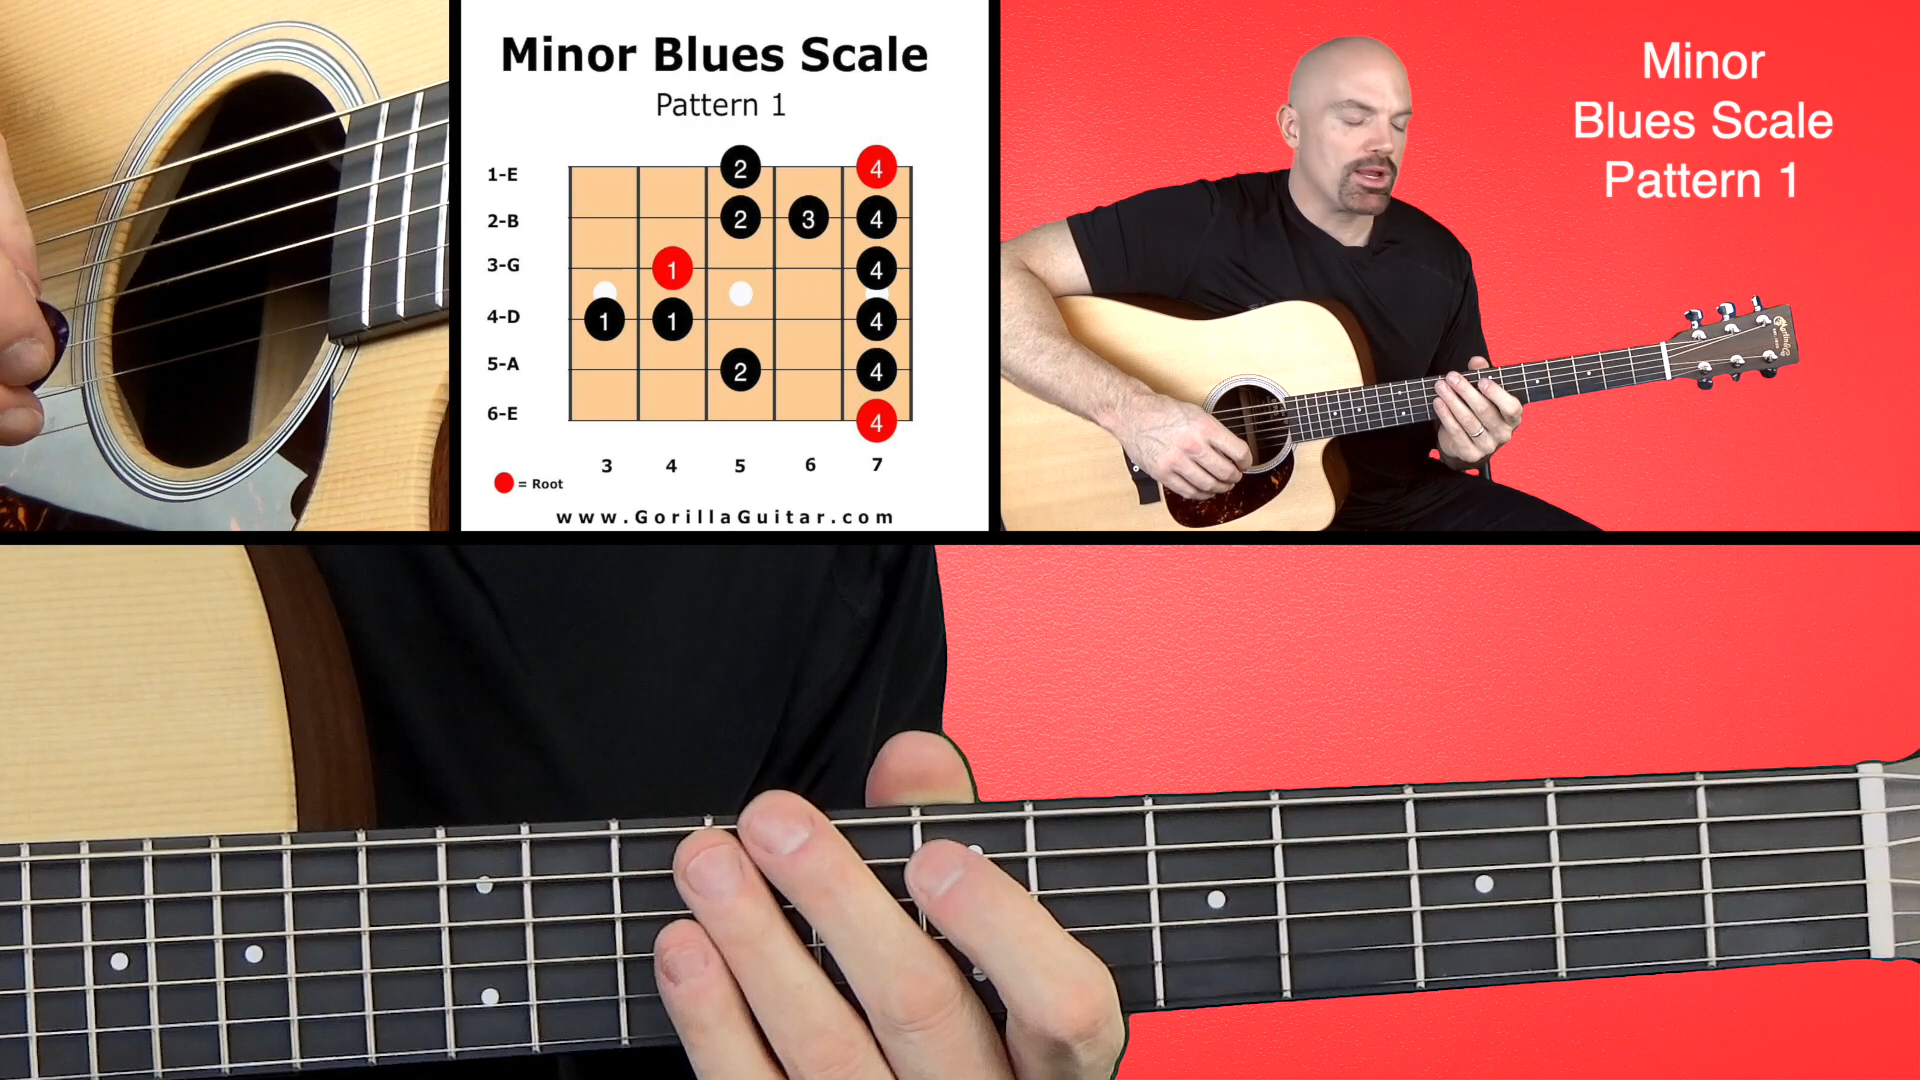 Minor Blues Scale
Pattern 1
1-E 2 4
2-B 2 3 4
3-G 1 4
4-D 1 1 4
5-A 2 4
6-E 4
3 4 5 6 7
= Root
www.GorillaGuitar.com
Minor
Blues Scale
Pattern 1